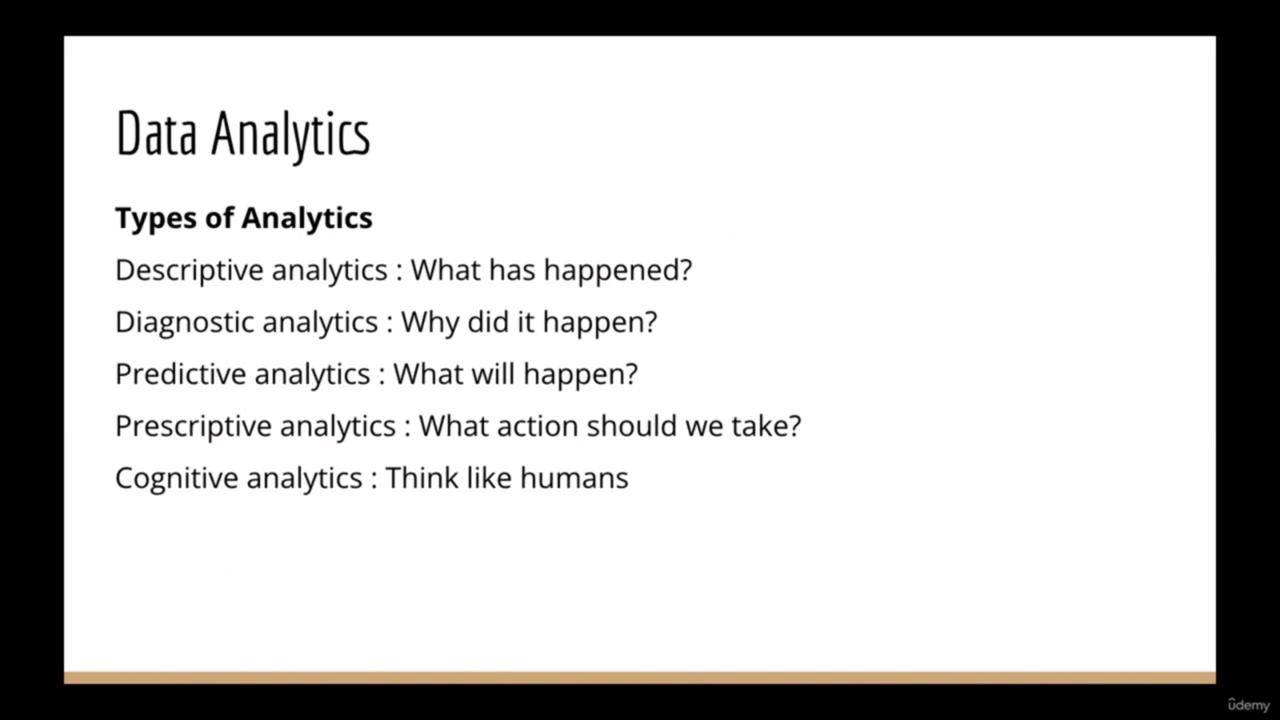 Data Analytics
Types of Analytics
Descriptive analytics : What has happened?
Diagnostic analytics : Why did it happen?
Predictive analytics : What will happen?
Prescriptive analytics : What action should we take?
Cognitive analytics : Think like humans
ûdemy